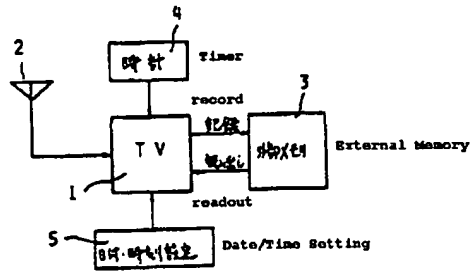 4
2
時計
Timer
3
record
記録
TV
外部メモリ
External Memory
読出し
1
readout
5
日付・時刻設定
Date/Time Setting